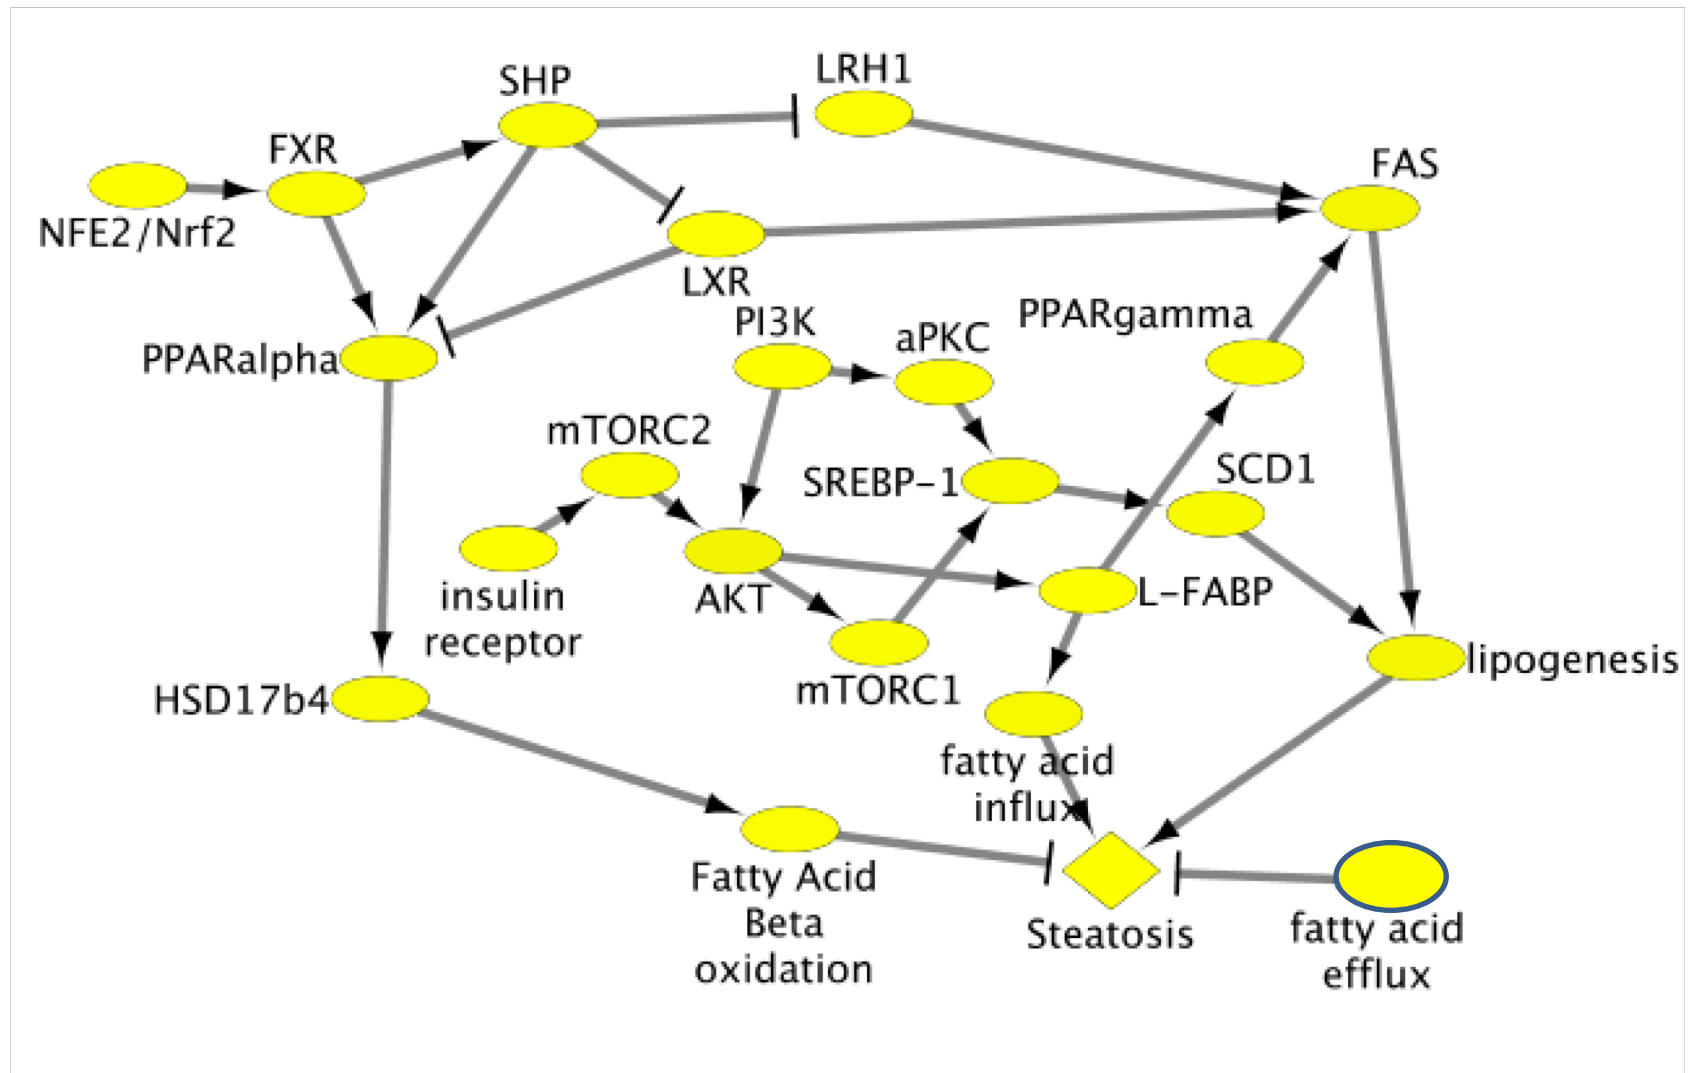 LRH1
SHP
FXR
FAS
NFE2/Nrf2
LXR
PI3K
PPARgamma
aPKC
PPARalpha
mTORC2
SREBP-1
SCD1
insulin
receptor
AKT
L-FABP
mTORC1
lipogenesis
HSD17b4
fatty acid
influx
Fatty Acid
Beta
oxidation
Steatosis
fatty acid
efflux